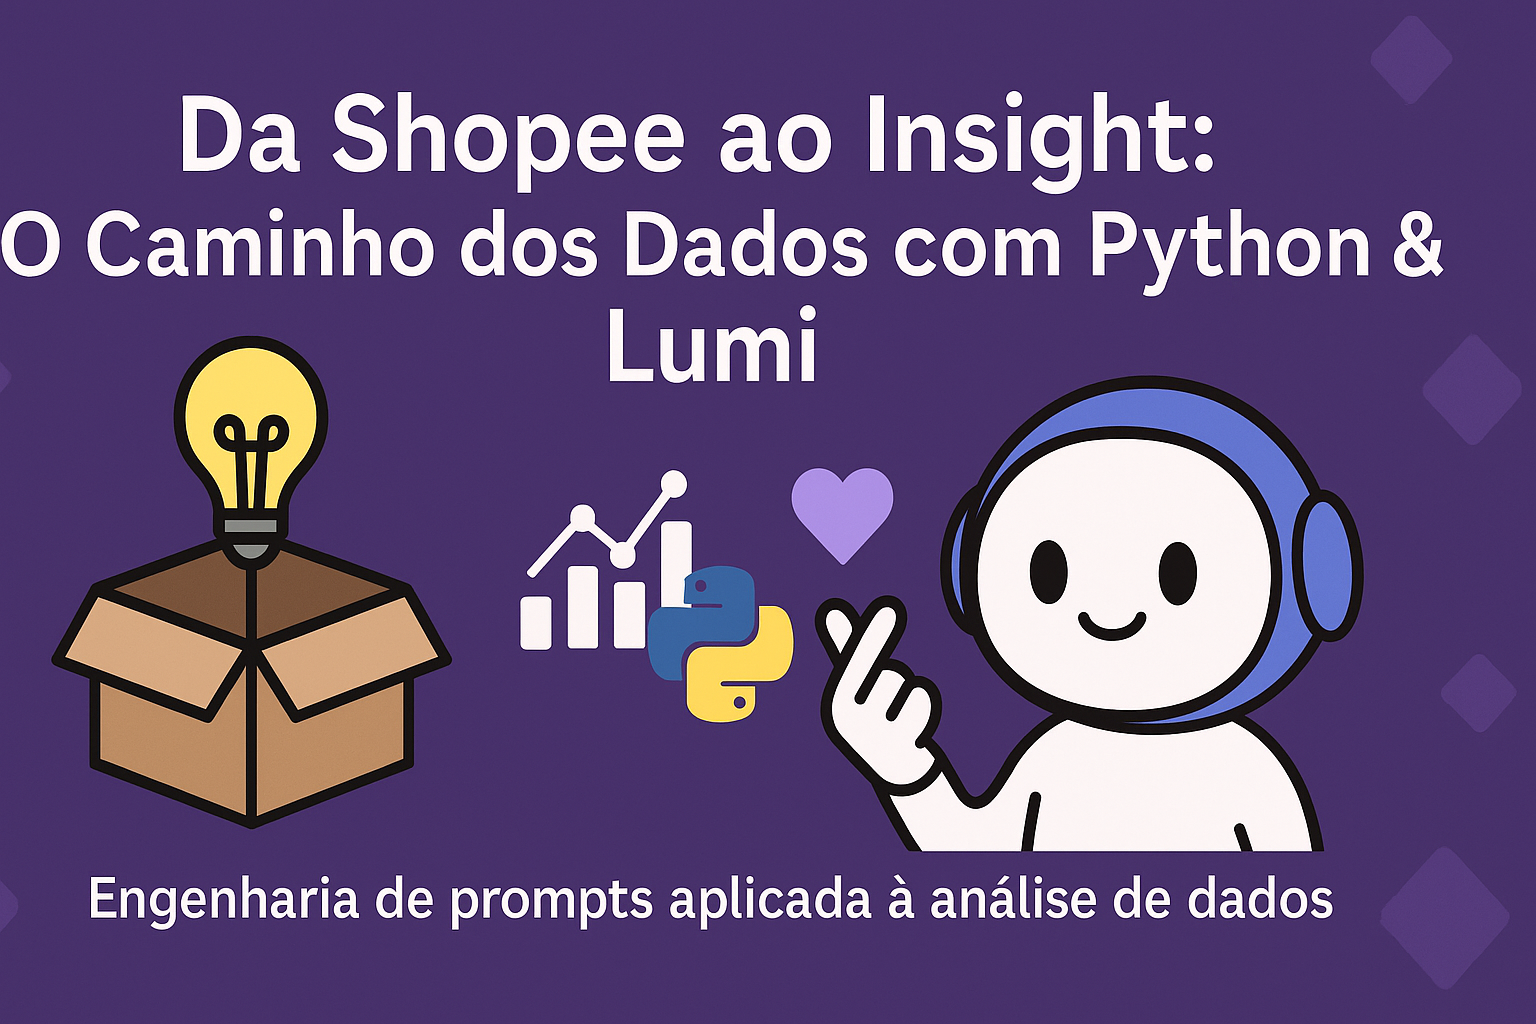 Da Shopee ao Insight:
O Caminho dos Dados com Python &
Lumi
Engenharia de prompts aplicada à análise de dados